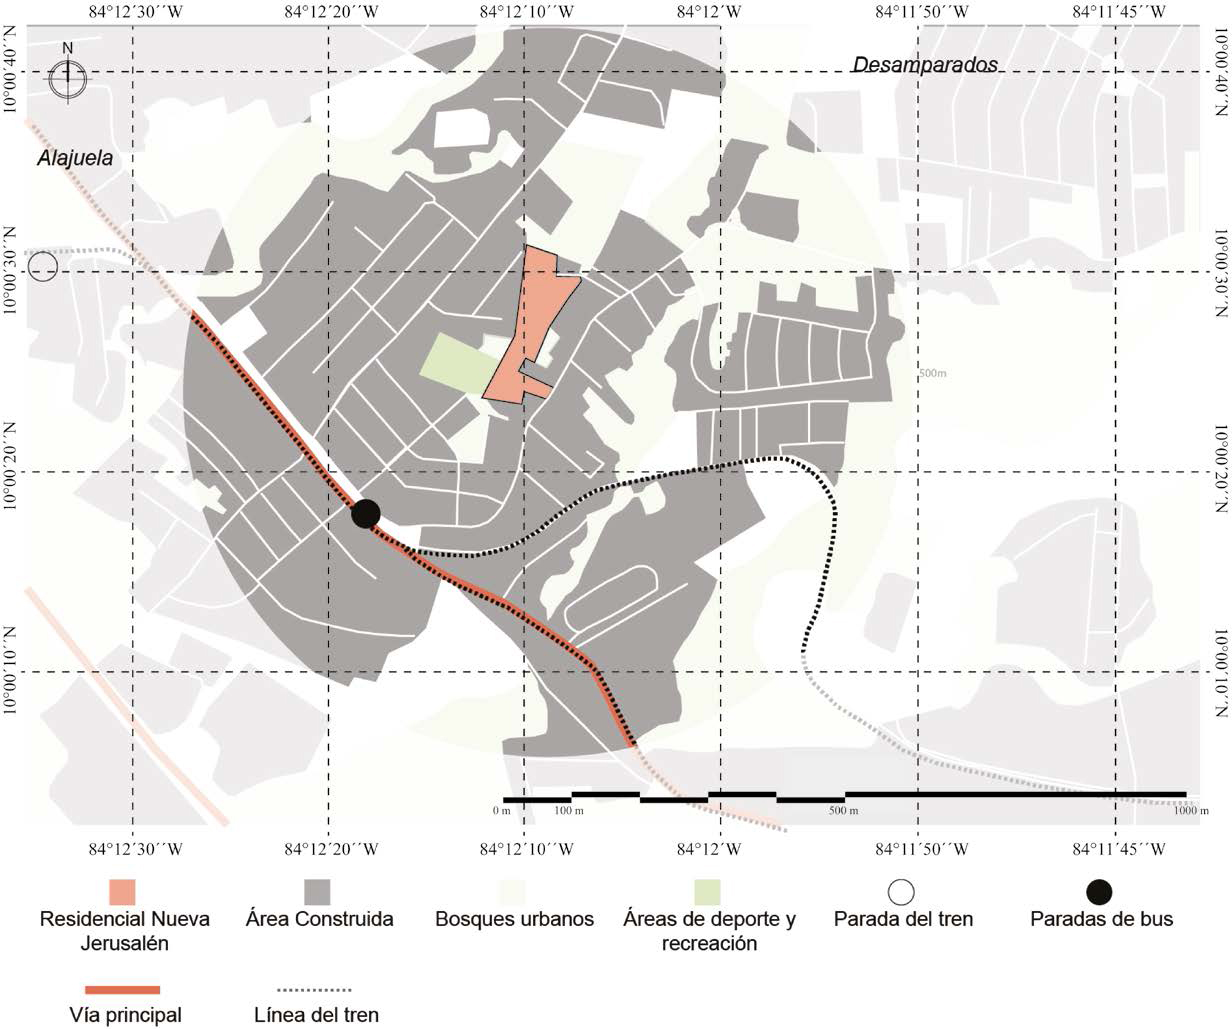 84°12´30´´W 84°12´20´´W 84°12´10´´W 84°12´W 84°11´50´´W 84°11´45´´W
10°00´40´´N
10°00´40´´N
N
Desamparados
Alajuela
10°00´30´´N
10°00´30´´N
500m
10°00´20´´N
10°00´20´´N
10°00´10´´N
10°00´10´´N
0 m 100 m 500 m 1000 m
84°12´30´´W 84°12´20´´W 84°12´10´´W 84°12´W 84°11´50´´W 84°11´45´´W
Residencial Nueva
Jerusalén
Área Construida
Bosques urbanos
Áreas de deporte y
recreación
Parada del tren
Paradas de bus
Vía principal
Línea del tren